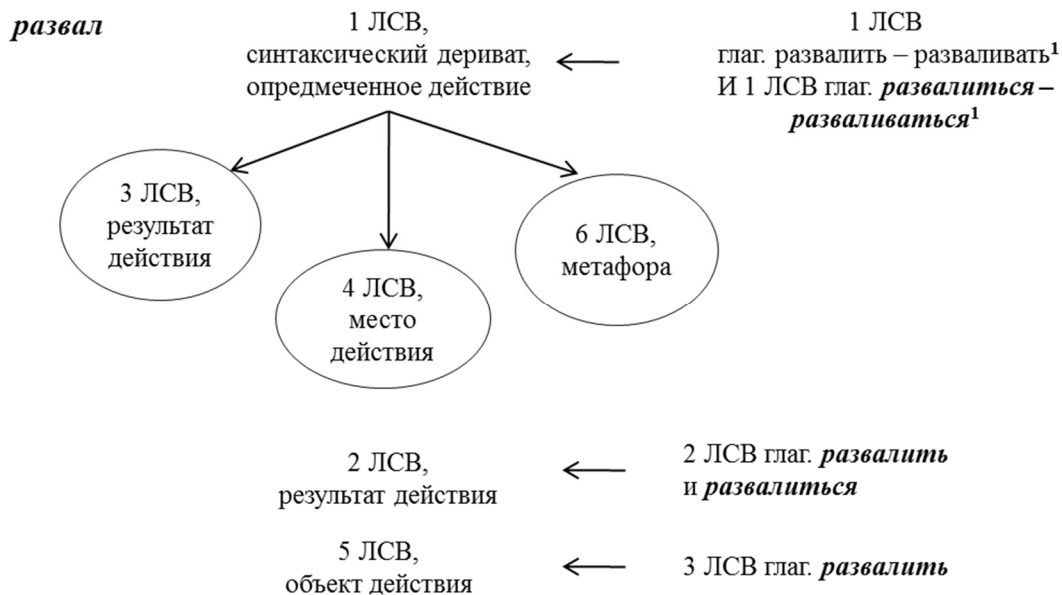 развал
1 ЛСВ,
синтаксический дериват,
опредмеченное действие
1 ЛСВ
глаг. развалить – разваливать¹
И 1 ЛСВ глаг. развалиться –
разваливаться¹
3 ЛСВ,
результат
действия
4 ЛСВ,
место
действия
6 ЛСВ,
метафора
2 ЛСВ,
результат действия
2 ЛСВ глаг. развалить
и развалиться
5 ЛСВ,
объект действия
3 ЛСВ глаг. развалить